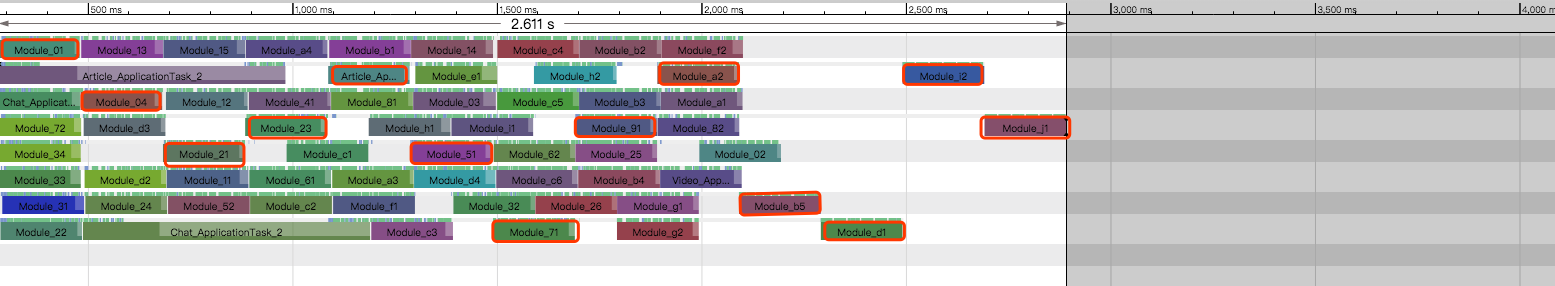 500 ms 1,000 ms 1,500 ms 2,000 ms 2,500 ms 3,000 ms 3,500 ms 4,000 m
2.611 s
Module_01 Module_13 Module_15 Module_a4 Module_b1 Module_14 Module_c4 Module_b2 Module_f2
Article_ApplicationTask_2 Article_Ap... Module_e1 Module_h2 Module_a2 Module_l2
Chat_Applicat... Module_04 Module_12 Module_41 Module_81 Module_03 Module_c5 Module_b3 Module_a1
Module_72 Module_d3 Module_23 Module_h1 Module_l1 Module_91 Module_82 Module_j1
Module_34 Module_21 Module_c1 Module_51 Module_62 Module_25 Module_02
Module_33 Module_d2 Module_11 Module_61 Module_a3 Module_d4 Module_c6 Module_b4 Video_App...
Module_31 Module_24 Module_52 Module_c2 Module_f1 Module_32 Module_26 Module_g1 Module_b5
Module_22 Chat_ApplicationTask_2 Module_c3 Module_71 Module_g2 Module_d1